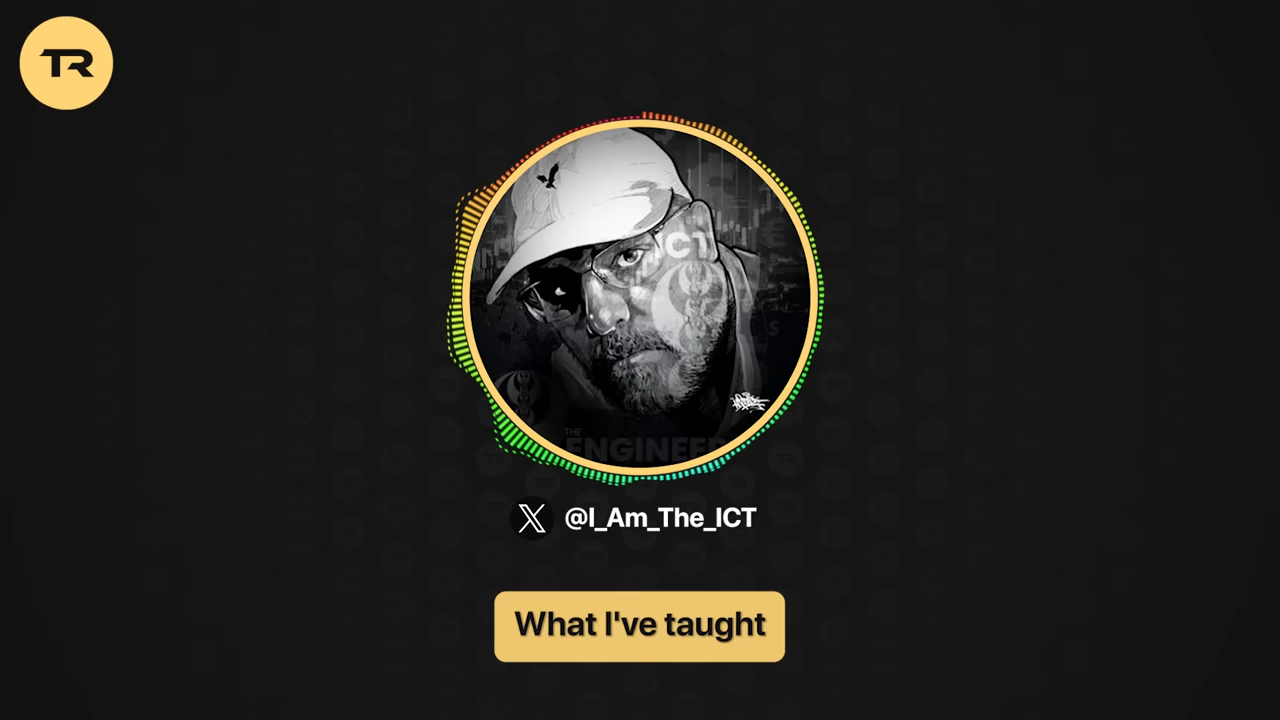 TR
ICT
THE
ENGINEER
@I_Am_The_ICT
What I've taught